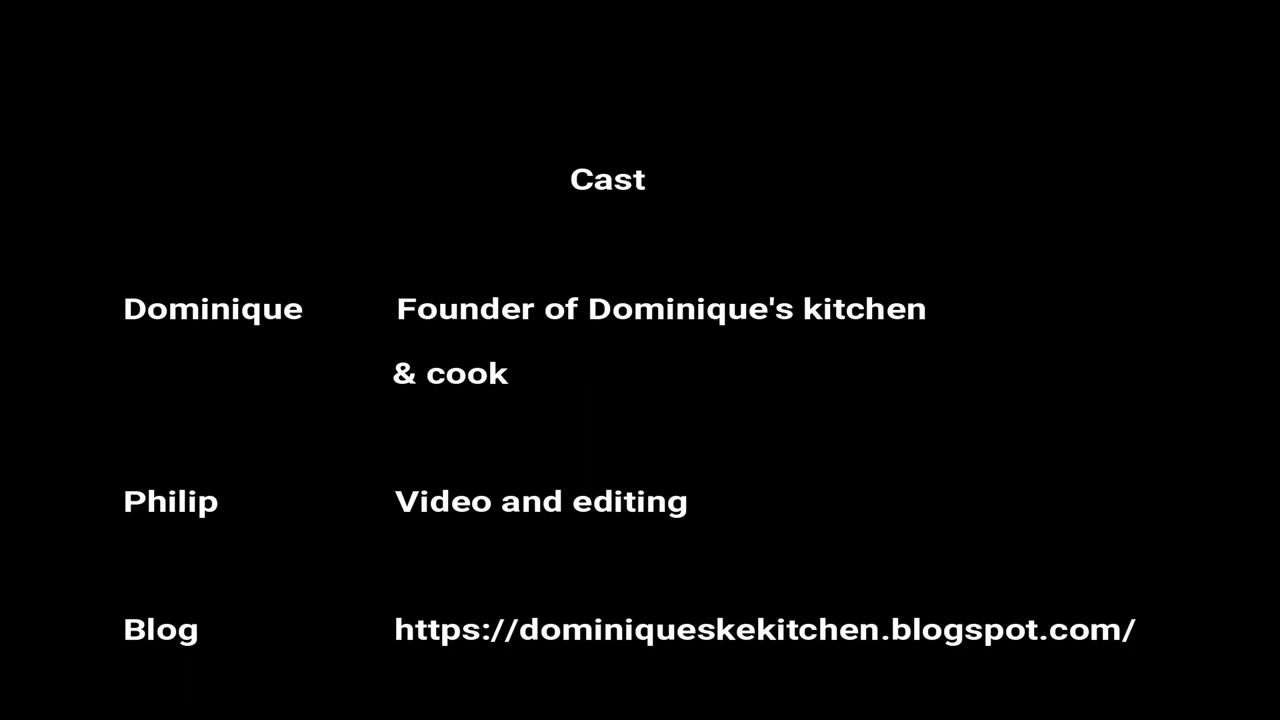 Cast
Dominique Founder of Dominique's kitchen
& cook
Philip Video and editing
Blog https://dominiqueskekitchen.blogspot.com/